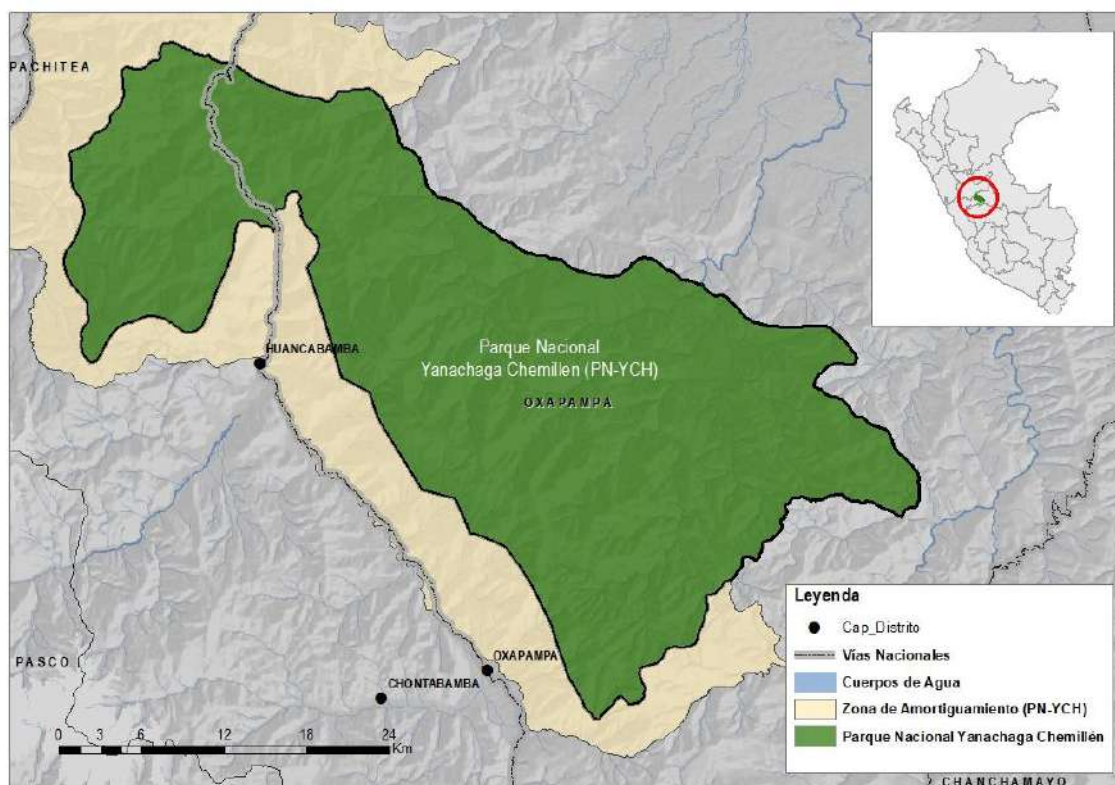 PACHITEA
HUANCABAMBA
Parque Nacional
Yanachaga Chemillen (PN-YCH)
OXAPAMPA
PASCO
OXAPAMPA
CHONTABAMBA
0 3 6 12 18 24
Km
Leyenda
Cap_Distrito
Vías Nacionales
Cuerpos de Agua
Zona de Amortiguamiento (PN-YCH)
Parque Nacional Yanachaga Chemillén
CHANCHAMAYO